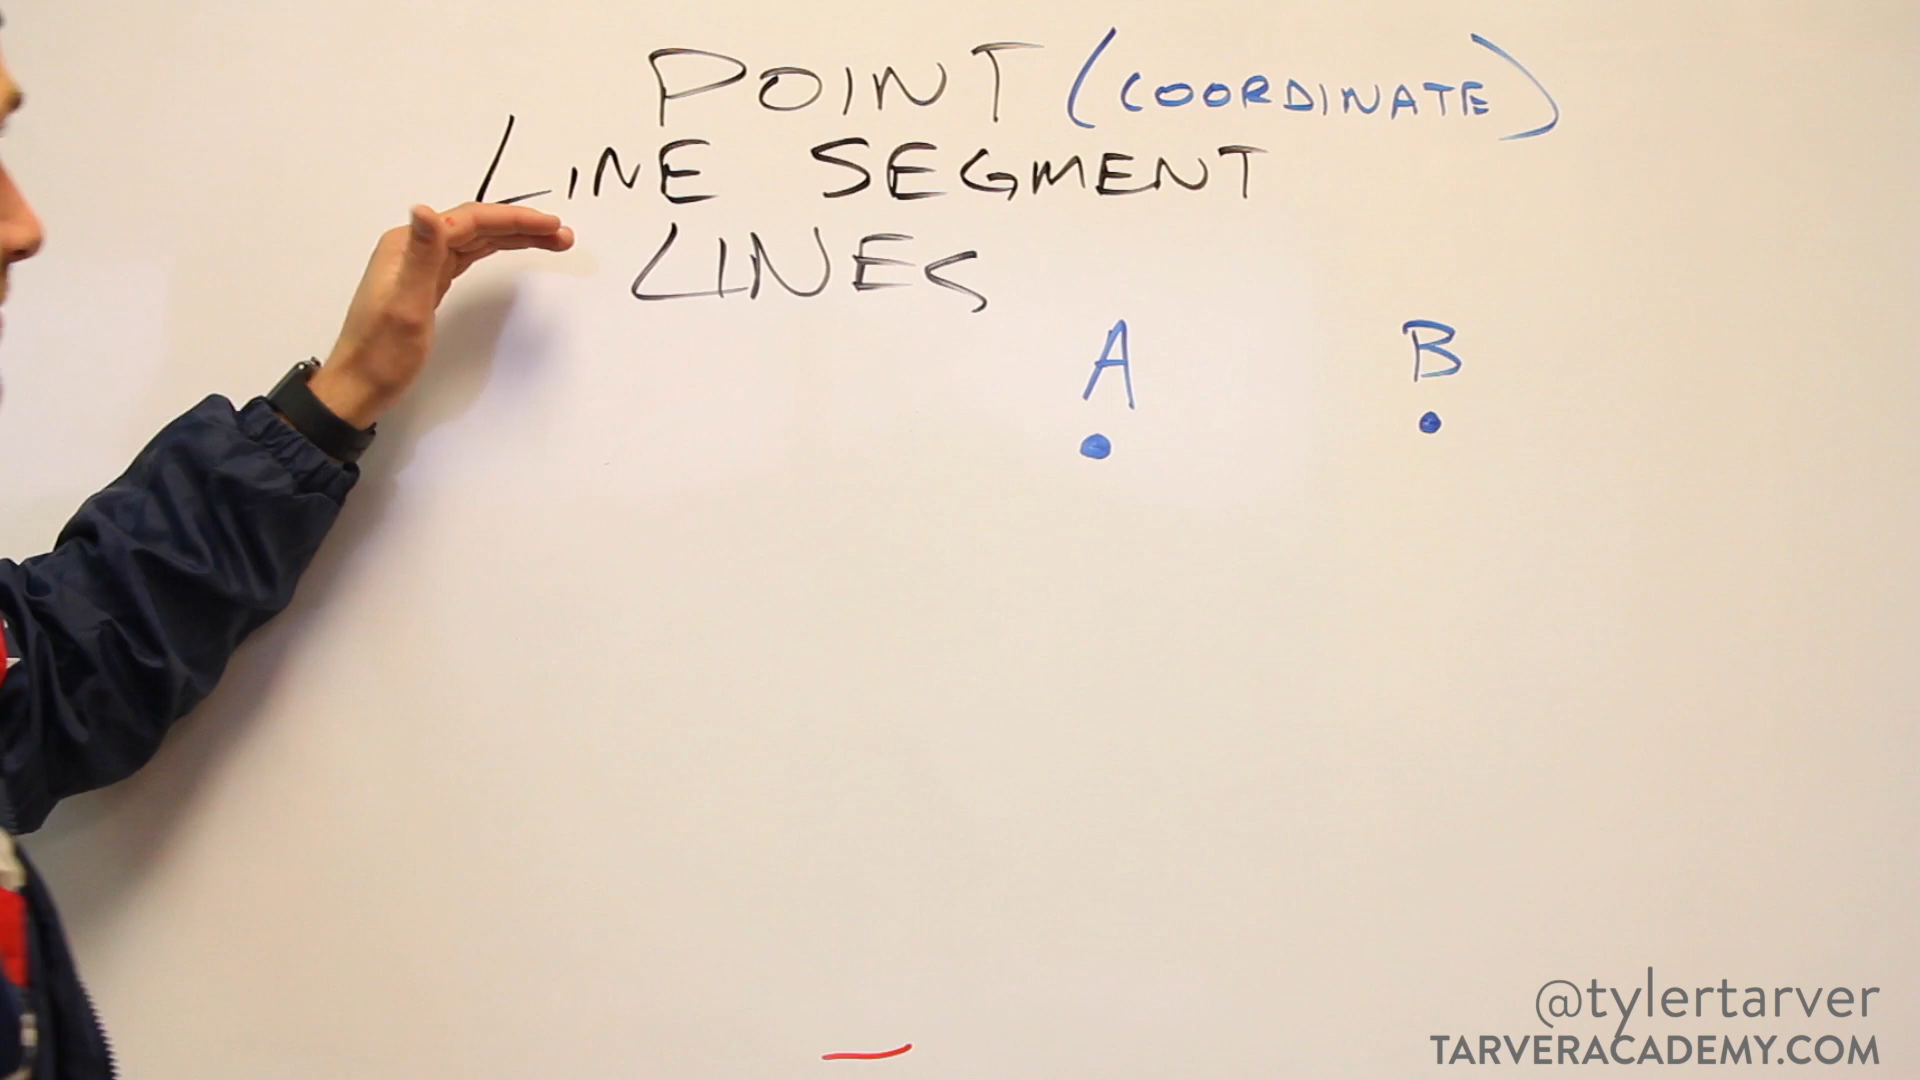 POINT (COORDINATE)
LINE SEGMENT
LINES
A B
@tylertarver
TARVERACADEMY.COM